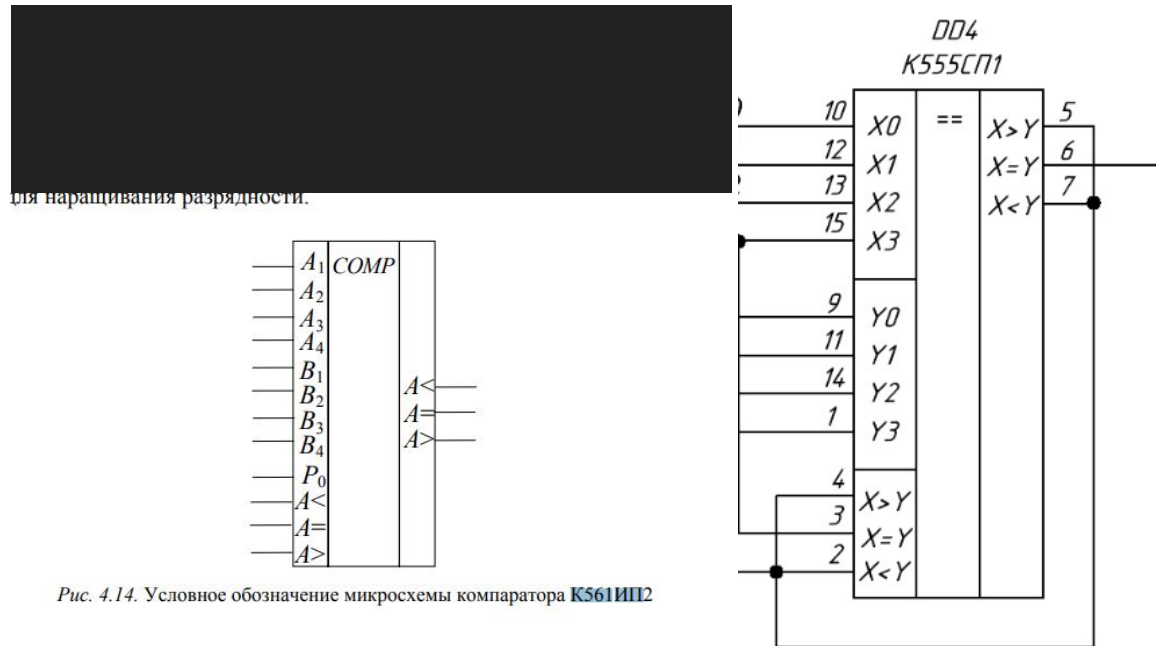 для наращивания разрядности.
A1 COMP
A2
A3
A4
B1
B2
B3
B4
P0
A<
A=
A>
A<
A=
A>
Рис. 4.14. Условное обозначение микросхемы компаратора К561ИП2
DD4
К555СП1
10 X0 == X>Y 5
12 X1 X=Y 6
13 X2 X<Y 7
15 X3
9 Y0
11 Y1
14 Y2
1 Y3
4 X>Y
3 X=Y
2 X<Y